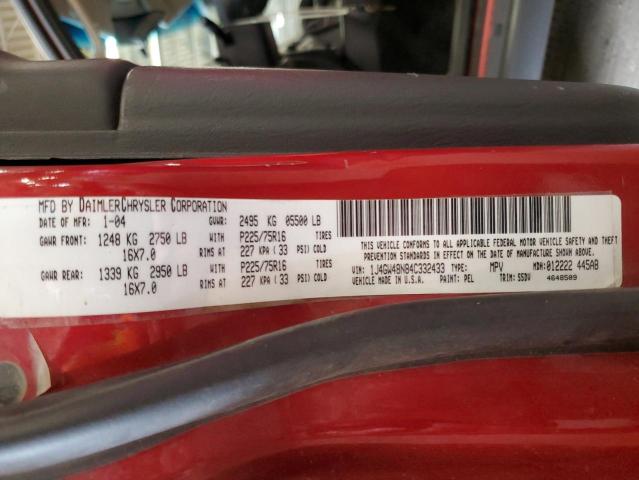 MFD BY DAIMLERCHRYSLER CORPORATION
DATE OF MFR: 1-04 GVWR: 2495 KG 05500 LB
GAWR FRONT: 1248 KG 2750 LB WITH P225/75R16 TIRES
16X7.0 RIMS AT 227 KPA ( 33 PSI) COLD
GAWR REAR: 1339 KG 2950 LB WITH P225/75R16 TIRES
16X7.0 RIMS AT 227 KPA ( 33 PSI) COLD
THIS VEHICLE CONFORMS TO ALL APPLICABLE FEDERAL MOTOR VEHICLE SAFETY AND THEFT
PREVENTION STANDARDS IN EFFECT ON THE DATE OF MANUFACTURE SHOWN ABOVE.
VIN: 1J4GW48N84C332433 TYPE: MPV MDH: 012222 445AB
VEHICLE MADE IN U.S.A. PAINT: PEL TRIM: S5DV 4648509